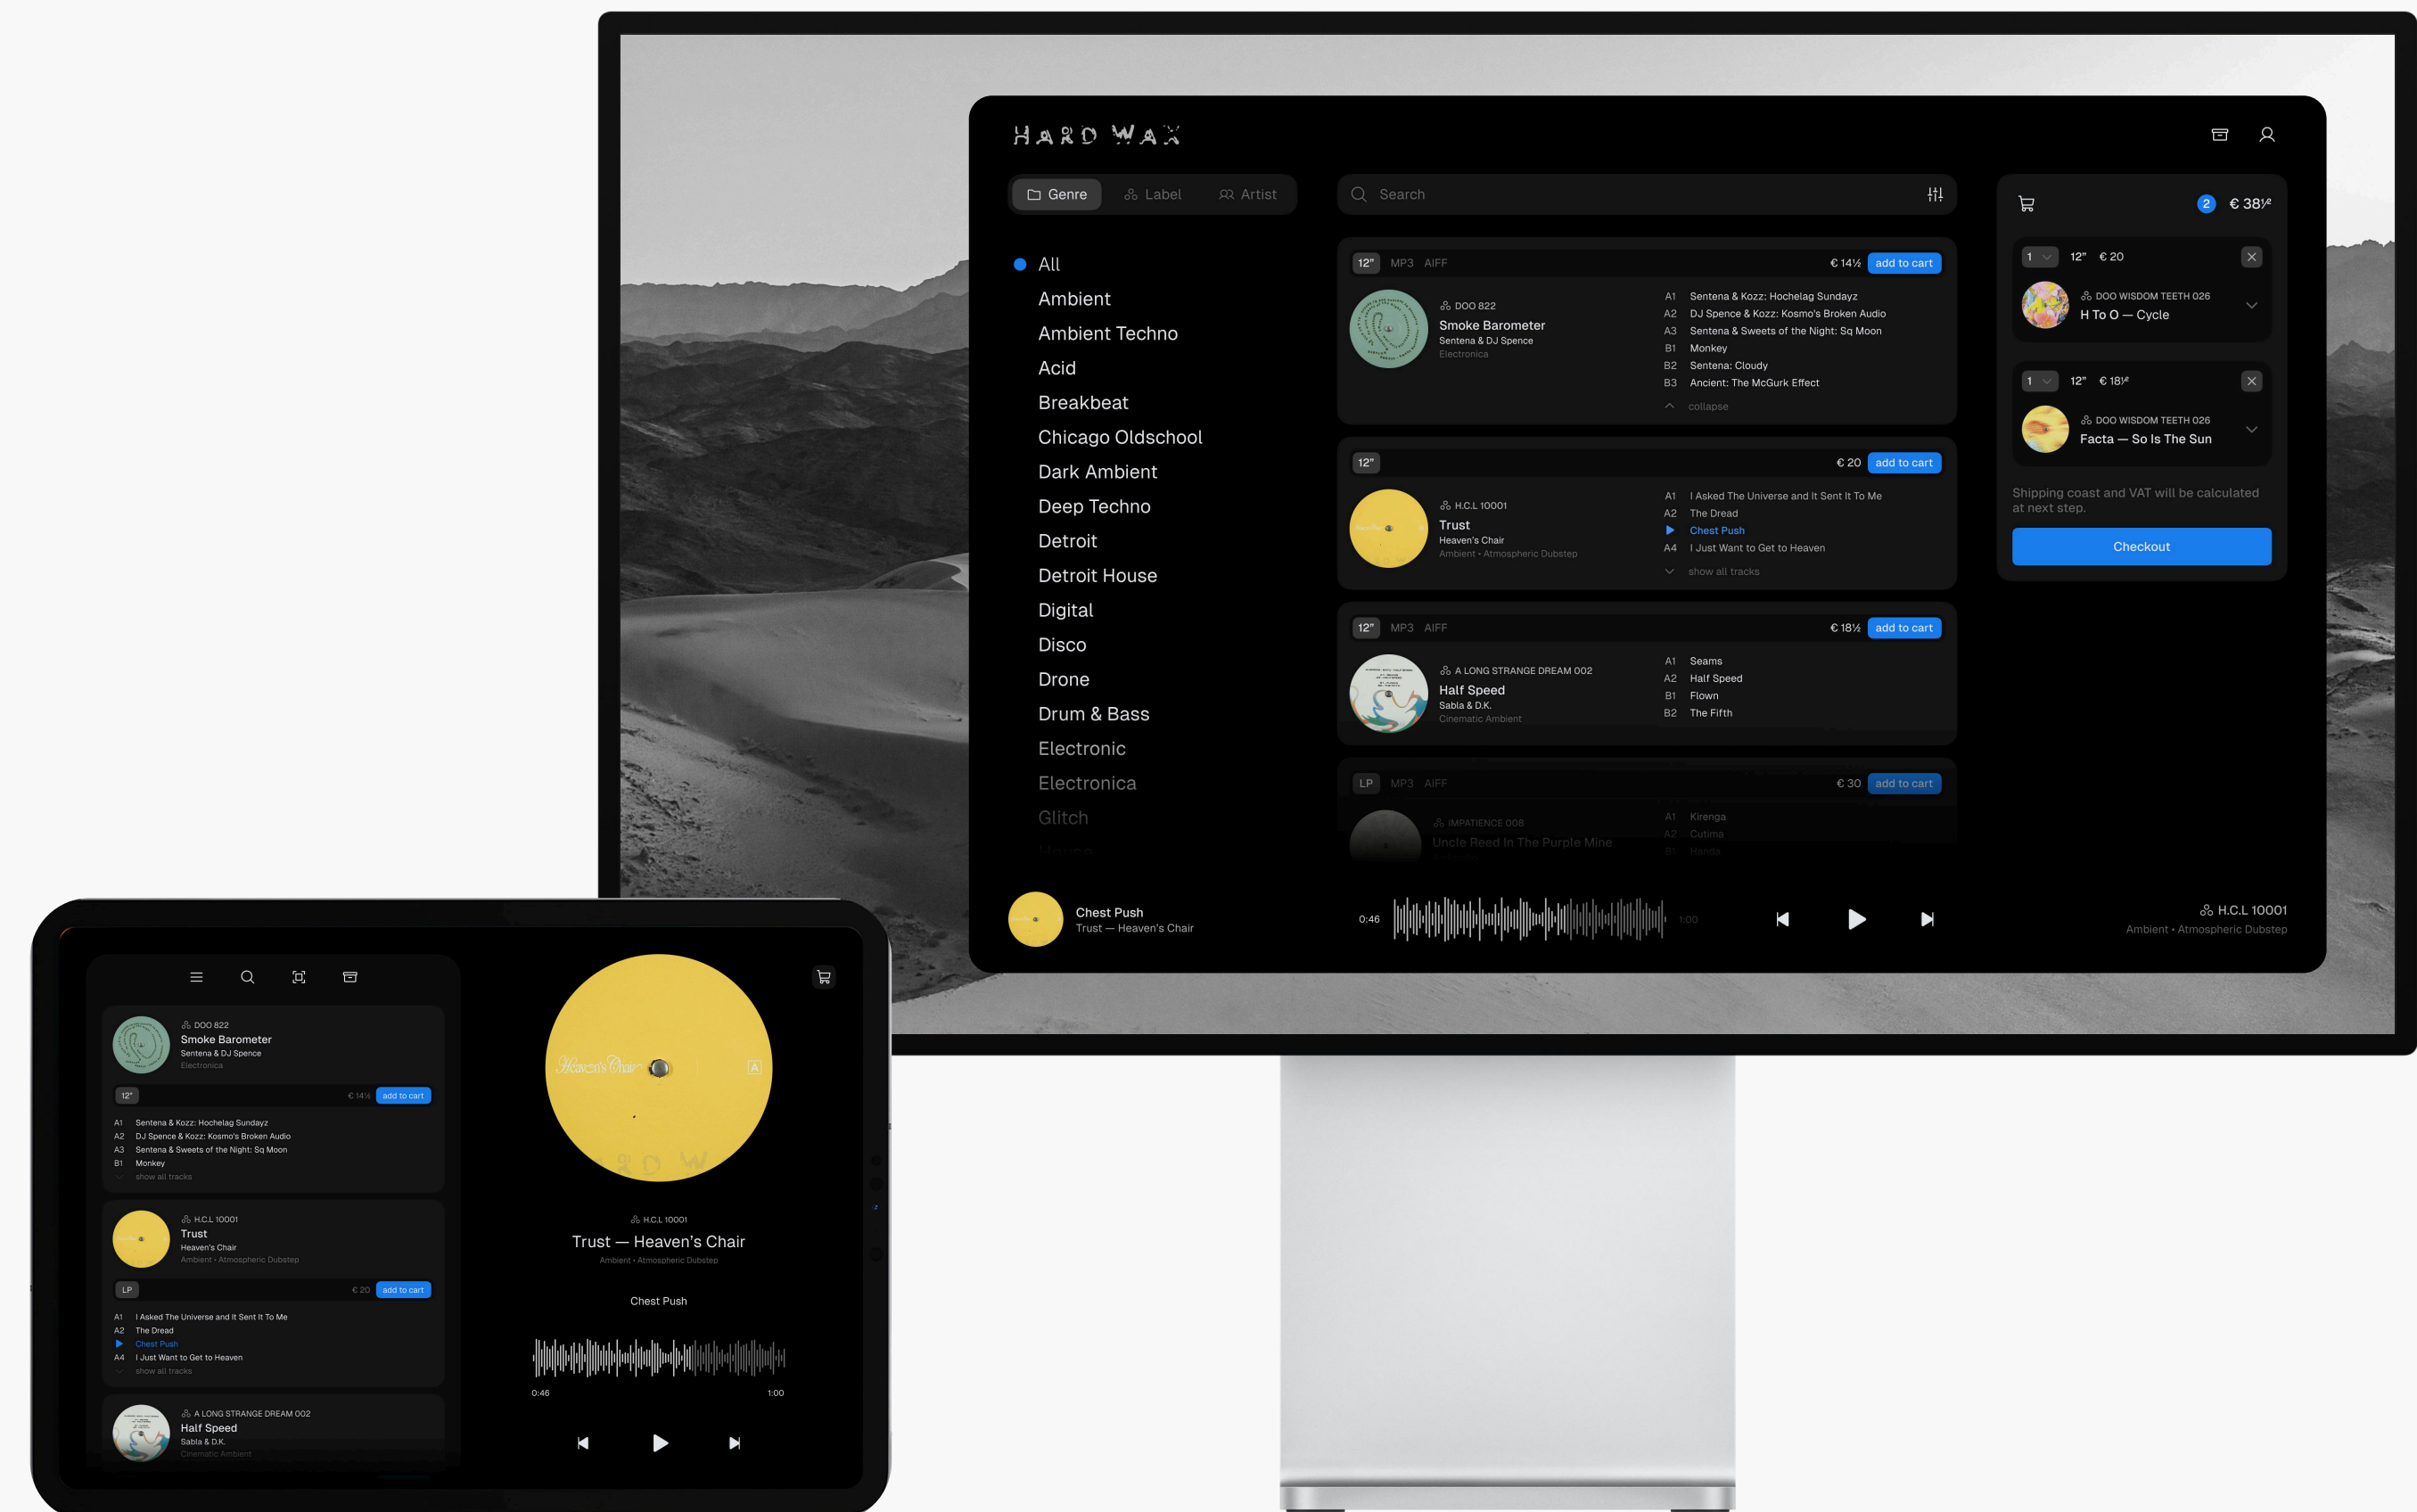 HARD WAX
Genre
Label
Artist
Search
All
Ambient
Ambient Techno
Acid
Breakbeat
Chicago Oldschool
Dark Ambient
Deep Techno
Detroit
Detroit House
Digital
Disco
Drone
Drum & Bass
Electronic
Electronica
Glitch
House
12" MP3 AIFF
€ 14½ add to cart
DOO 822
Smoke Barometer
Sentena & DJ Spence
Electronica
A1 Sentena & Kozz: Hochelag Sundayz
A2 DJ Spence & Kozz: Kosmo's Broken Audio
A3 Sentena & Sweets of the Night: Sq Moon
B1 Monkey
B2 Sentena: Cloudy
B3 Ancient: The McGurk Effect
collapse
12"
€ 20 add to cart
H.C.L 10001
Trust
Heaven's Chair
Ambient • Atmospheric Dubstep
A1 I Asked The Universe and It Sent It To Me
A2 The Dread
Chest Push
A4 I Just Want to Get to Heaven
show all tracks
12" MP3 AIFF
€ 18½ add to cart
A LONG STRANGE DREAM 002
Half Speed
Sabla & D.K.
Cinematic Ambient
A1 Seams
A2 Half Speed
B1 Flown
B2 The Fifth
LP MP3 AIFF
€ 30 add to cart
IMPATIENCE 008
Uncle Reed In The Purple Mine
A1 Kirenga
A2 Cutima
B1 Handa
2 € 38½
1 12" € 20
DOO WISDOM TEETH 026
H To O — Cycle
1 12" € 18½
DOO WISDOM TEETH 026
Facta — So Is The Sun
Shipping coast and VAT will be calculated
at next step.
Checkout
Chest Push
Trust — Heaven's Chair
0:46
1:00
H.C.L 10001
Ambient • Atmospheric Dubstep
DOO 822
Smoke Barometer
Sentena & DJ Spence
Electronica
12"
€ 14½ add to cart
A1 Sentena & Kozz: Hochelag Sundayz
A2 DJ Spence & Kozz: Kosmo's Broken Audio
A3 Sentena & Sweets of the Night: Sq Moon
B1 Monkey
show all tracks
H.C.L 10001
Trust
Heaven's Chair
Ambient • Atmospheric Dubstep
LP
€ 20 add to cart
A1 I Asked The Universe and It Sent It To Me
A2 The Dread
Chest Push
A4 I Just Want to Get to Heaven
show all tracks
A LONG STRANGE DREAM 002
Half Speed
Sabla & D.K.
Cinematic Ambient
Heaven's Chair
A
RD W
H.C.L 10001
Trust — Heaven's Chair
Ambient • Atmospheric Dubstep
Chest Push
0:46
1:00